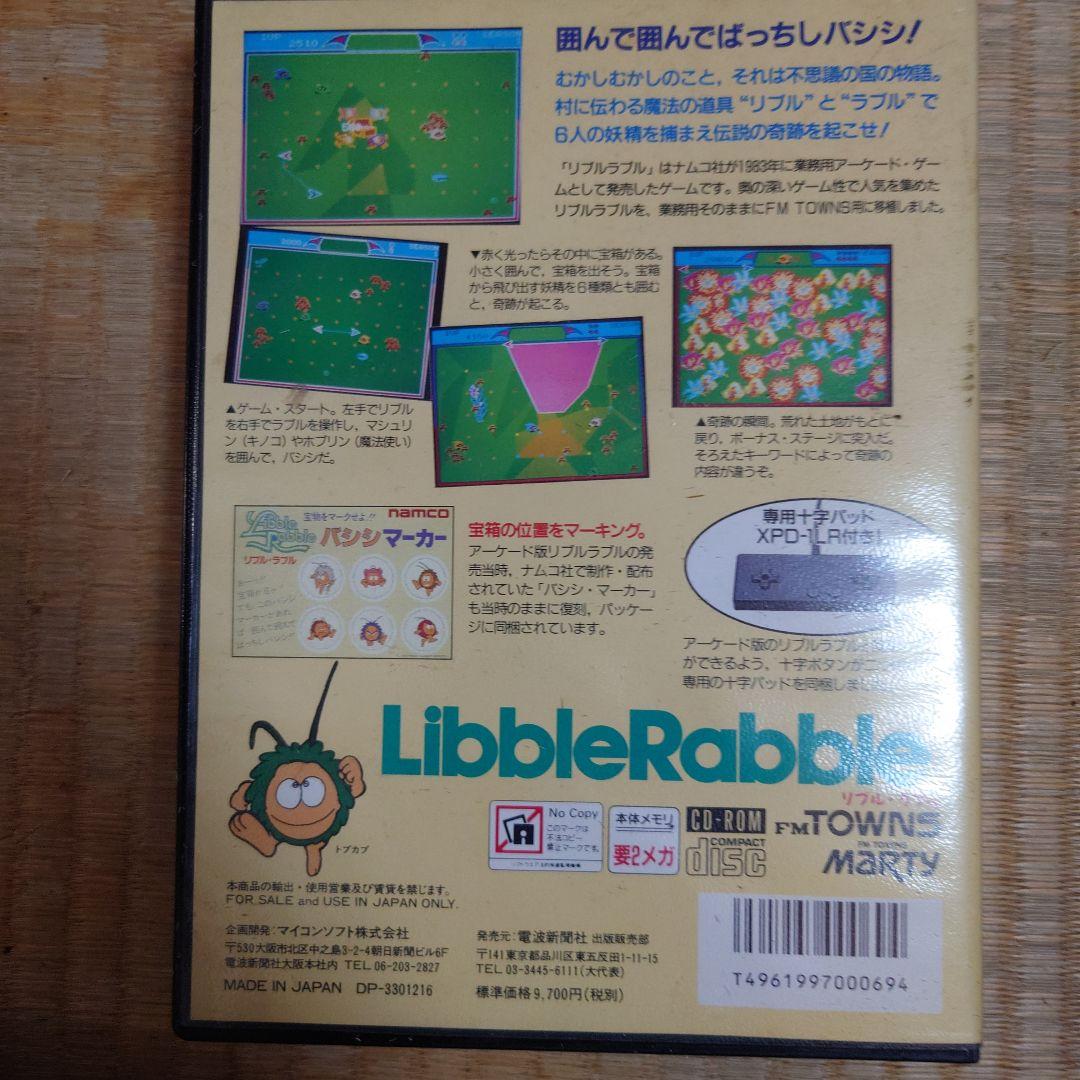 1UP
2510
SEASON
囲んで囲んでばっちしバシシ!
むかしむかしのこと, それは不思議の国の物語。
村に伝わる魔法の道具“リブル”と“ラブル”で
6人の妖精を捕まえ伝説の奇跡を起こせ!
「リブルラブル」はナムコ社が1983年に業務用アーケード・ゲー
ムとして発売したゲームです。奥の深いゲーム性で人気を集めた
リブルラブルを、業務用そのままにFM TOWNS用に移植しました。
2000
▼赤く光ったらその中に宝箱がある。
小さく囲んで, 宝箱を出そう。宝箱
から飛び出す妖精を6種類とも囲む
と, 奇跡が起こる。
▲ゲーム・スタート。左手でリブル
を右手でラブルを操作し, マシュリ
ン(キノコ)やホブリン(魔法使い)
を囲んで, バシシだ。
▲奇跡の瞬間。荒れた土地がもとに
戻り, ボーナス・ステージに突入だ。
そろえたキーワードによって奇跡の
内容が違うぞ。
宝物をマークせよ!!
namco
Libble Rabble
バシシマーカー
リブル・ラブル
宝箱の位置をマーキング。
アーケード版リブルラブルの発
売当時, ナムコ社で制作・配布
されていた「バシシ・マーカー」
も当時のままに復刻, パッケー
ジに同梱されています。
専用十字パッド
XPD-1LR付き!
アーケード版のリブルラブル
ができるよう, 十字ボタンが
専用の十字パッドを同梱しま
LibbleRabble
トプカプ
No Copy
このマークは
不法コピー
禁止マークです。
本体メモリ
要2メガ
CD-ROM
COMPACT
disc
FM TOWNS
FM TOWNS
MARTY
本商品の輸出・使用営業及び賃貸を禁じます。
FOR SALE and USE IN JAPAN ONLY.
企画開発:マイコンソフト株式会社
〒530大阪市北区中之島3-2-4朝日新聞ビル6F
電波新聞社大阪本社内 TEL 06-203-2827
MADE IN JAPAN DP-3301216
発売元:電波新聞社 出版販売部
〒141東京都品川区東五反田1-11-15
TEL 03-3445-6111(大代表)
標準価格9,700円(税別)
T4961997000694